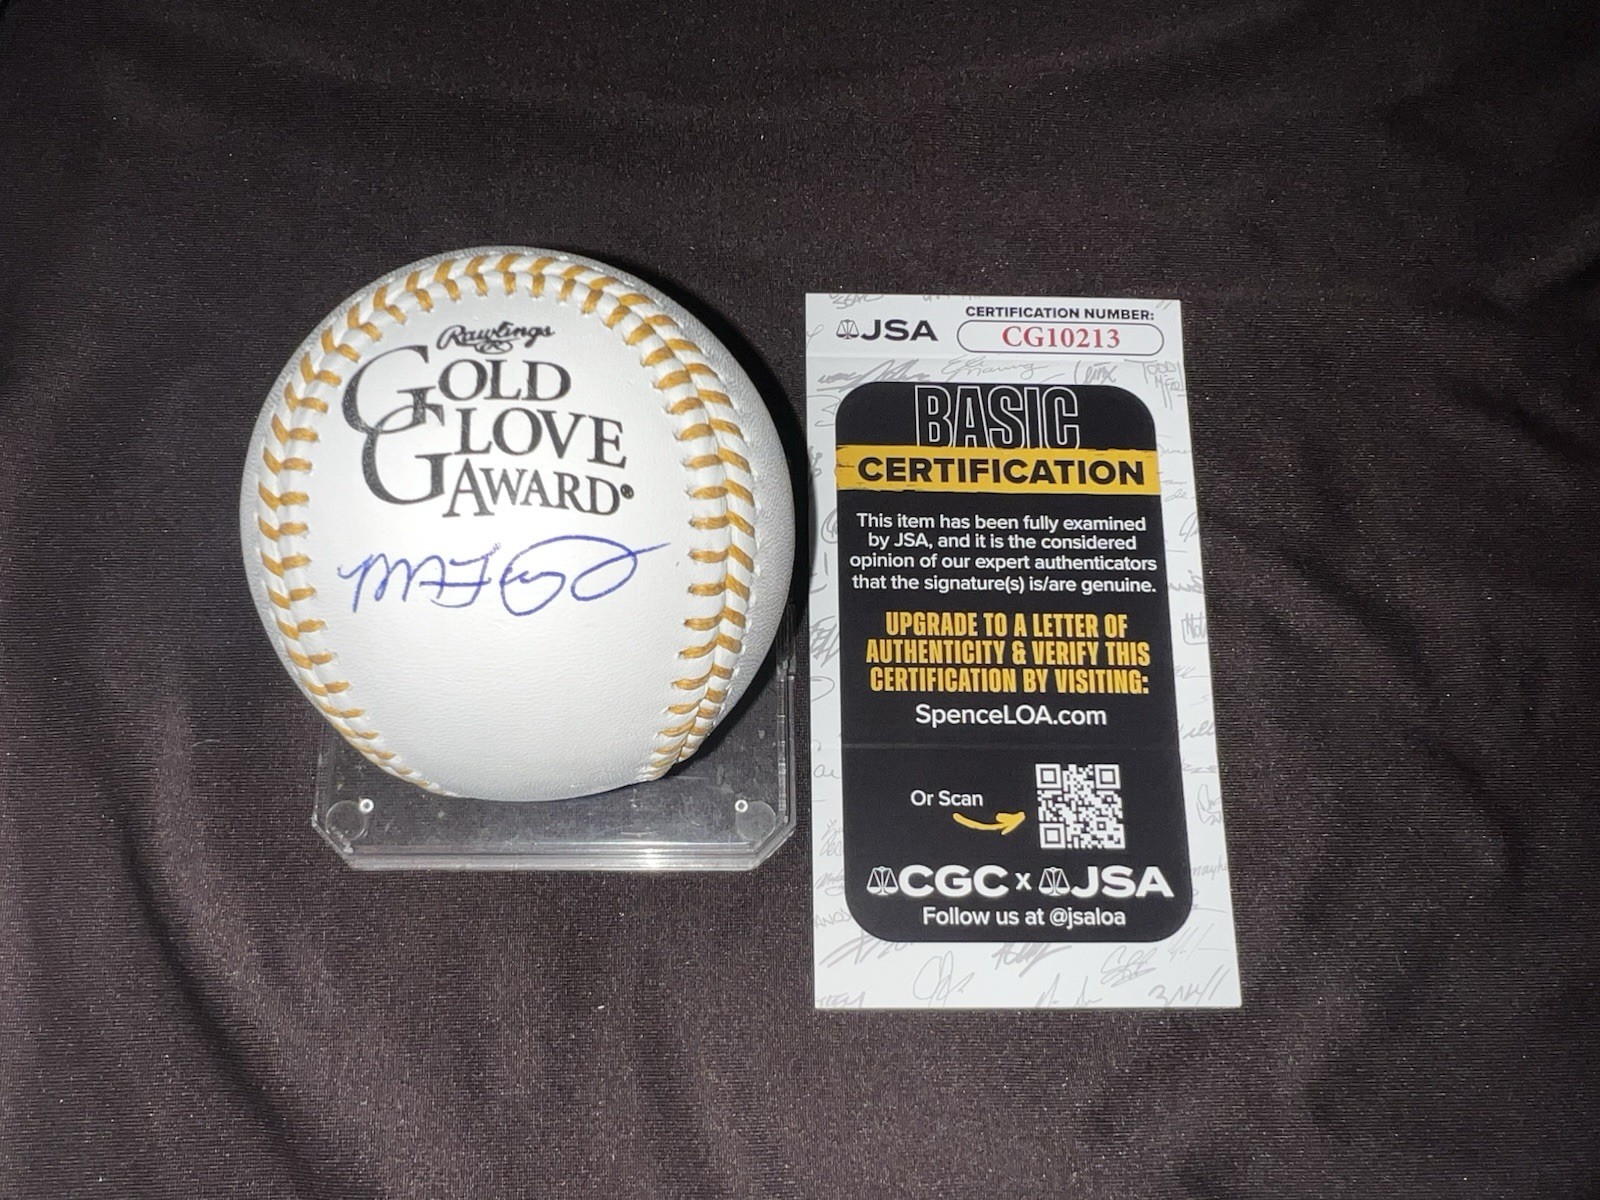 Rawlings
GOLD
GLOVE
AWARD®
JSA
CERTIFICATION NUMBER:
CG10213
BASIC
CERTIFICATION
This item has been fully examined
by JSA, and it is the considered
opinion of our expert authenticators
that the signature(s) is/are genuine.
UPGRADE TO A LETTER OF
AUTHENTICITY & VERIFY THIS
CERTIFICATION BY VISITING:
SpenceLOA.com
Or Scan
CGC x JSA
Follow us at @jsaloa